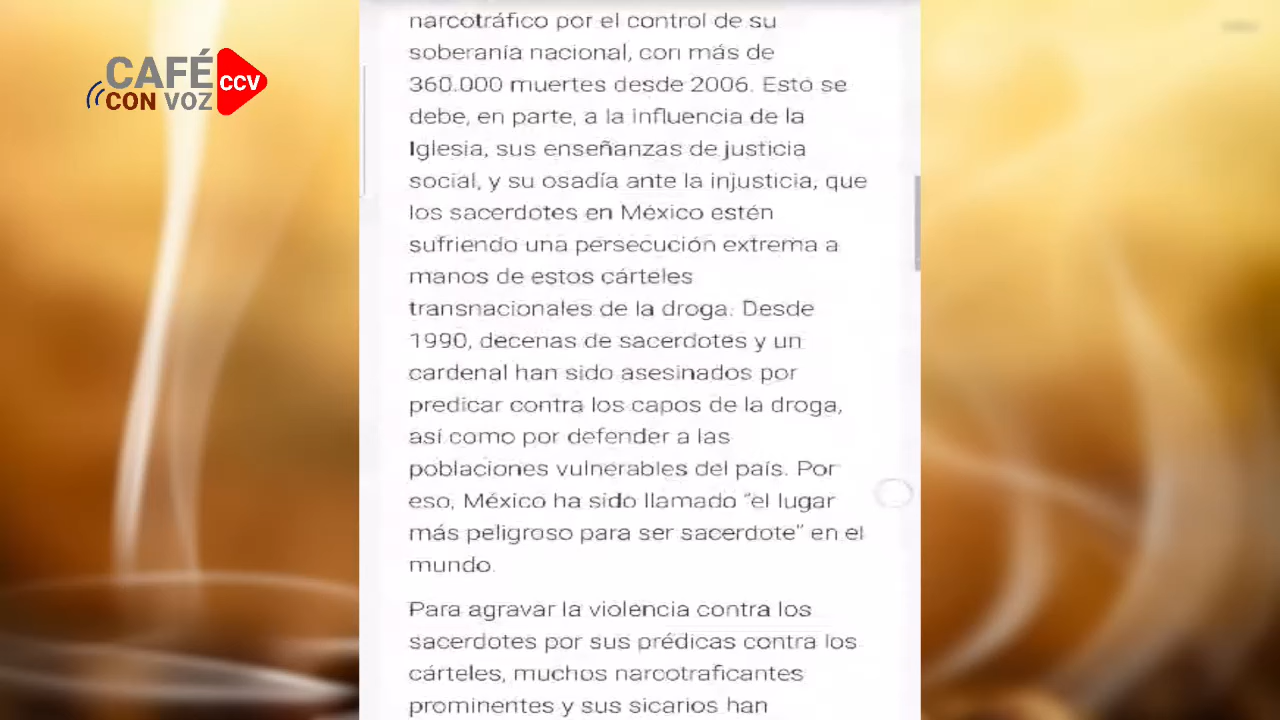 CAFÉ
CON VOZ
CCV
narcotráfico por el control de su
soberanía nacional, con más de
360.000 muertes desde 2006. Esto se
debe, en parte, a la influencia de la
Iglesia, sus enseñanzas de justicia
social, y su osadía ante la injusticia, que
los sacerdotes en México estén
sufriendo una persecución extrema a
manos de estos cárteles
transnacionales de la droga. Desde
1990, decenas de sacerdotes y un
cardenal han sido asesinados por
predicar contra los capos de la droga,
así como por defender a las
poblaciones vulnerables del país. Por
eso, México ha sido llamado “el lugar
más peligroso para ser sacerdote” en el
mundo.
Para agravar la violencia contra los
sacerdotes por sus prédicas contra los
cárteles, muchos narcotraficantes
prominentes y sus sicarios han